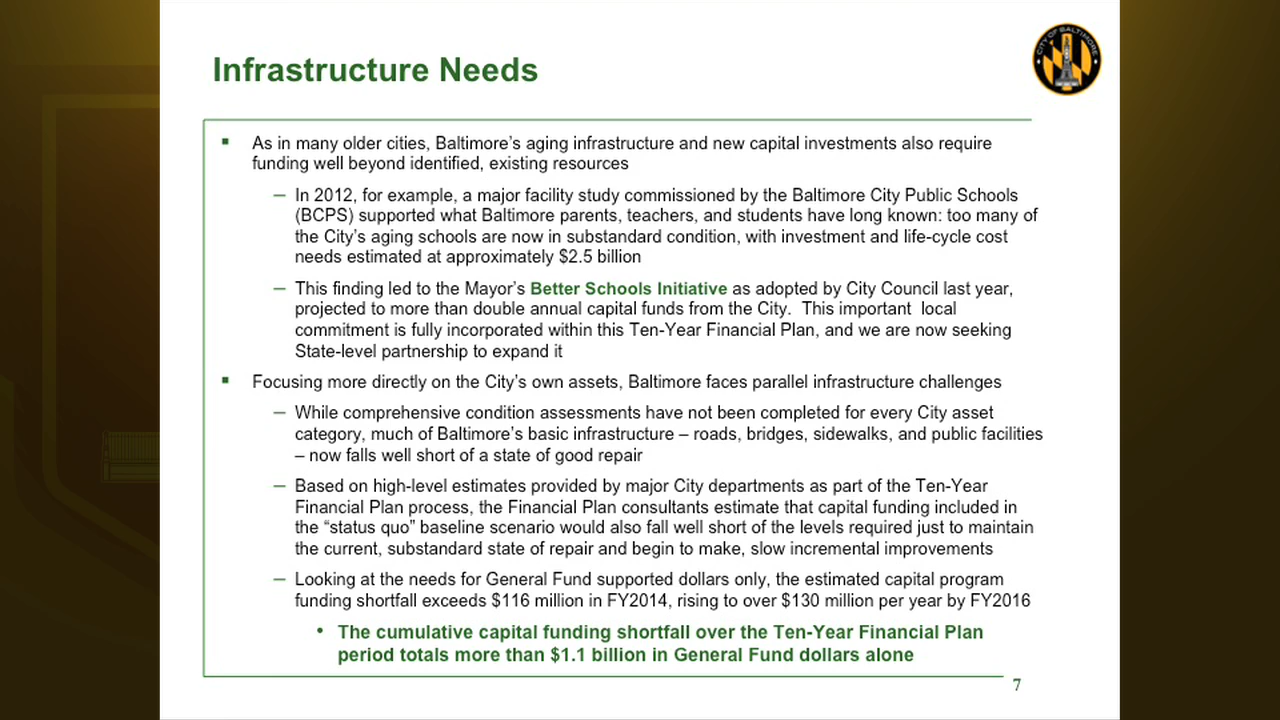 Infrastructure Needs
CITY OF BALTIMORE
▪ As in many older cities, Baltimore's aging infrastructure and new capital investments also require
funding well beyond identified, existing resources
– In 2012, for example, a major facility study commissioned by the Baltimore City Public Schools
(BCPS) supported what Baltimore parents, teachers, and students have long known: too many of
the City's aging schools are now in substandard condition, with investment and life-cycle cost
needs estimated at approximately $2.5 billion
– This finding led to the Mayor's Better Schools Initiative as adopted by City Council last year,
projected to more than double annual capital funds from the City. This important local
commitment is fully incorporated within this Ten-Year Financial Plan, and we are now seeking
State-level partnership to expand it
▪ Focusing more directly on the City's own assets, Baltimore faces parallel infrastructure challenges
– While comprehensive condition assessments have not been completed for every City asset
category, much of Baltimore's basic infrastructure – roads, bridges, sidewalks, and public facilities
– now falls well short of a state of good repair
– Based on high-level estimates provided by major City departments as part of the Ten-Year
Financial Plan process, the Financial Plan consultants estimate that capital funding included in
the “status quo” baseline scenario would also fall well short of the levels required just to maintain
the current, substandard state of repair and begin to make, slow incremental improvements
– Looking at the needs for General Fund supported dollars only, the estimated capital program
funding shortfall exceeds $116 million in FY2014, rising to over $130 million per year by FY2016
• The cumulative capital funding shortfall over the Ten-Year Financial Plan
period totals more than $1.1 billion in General Fund dollars alone
7